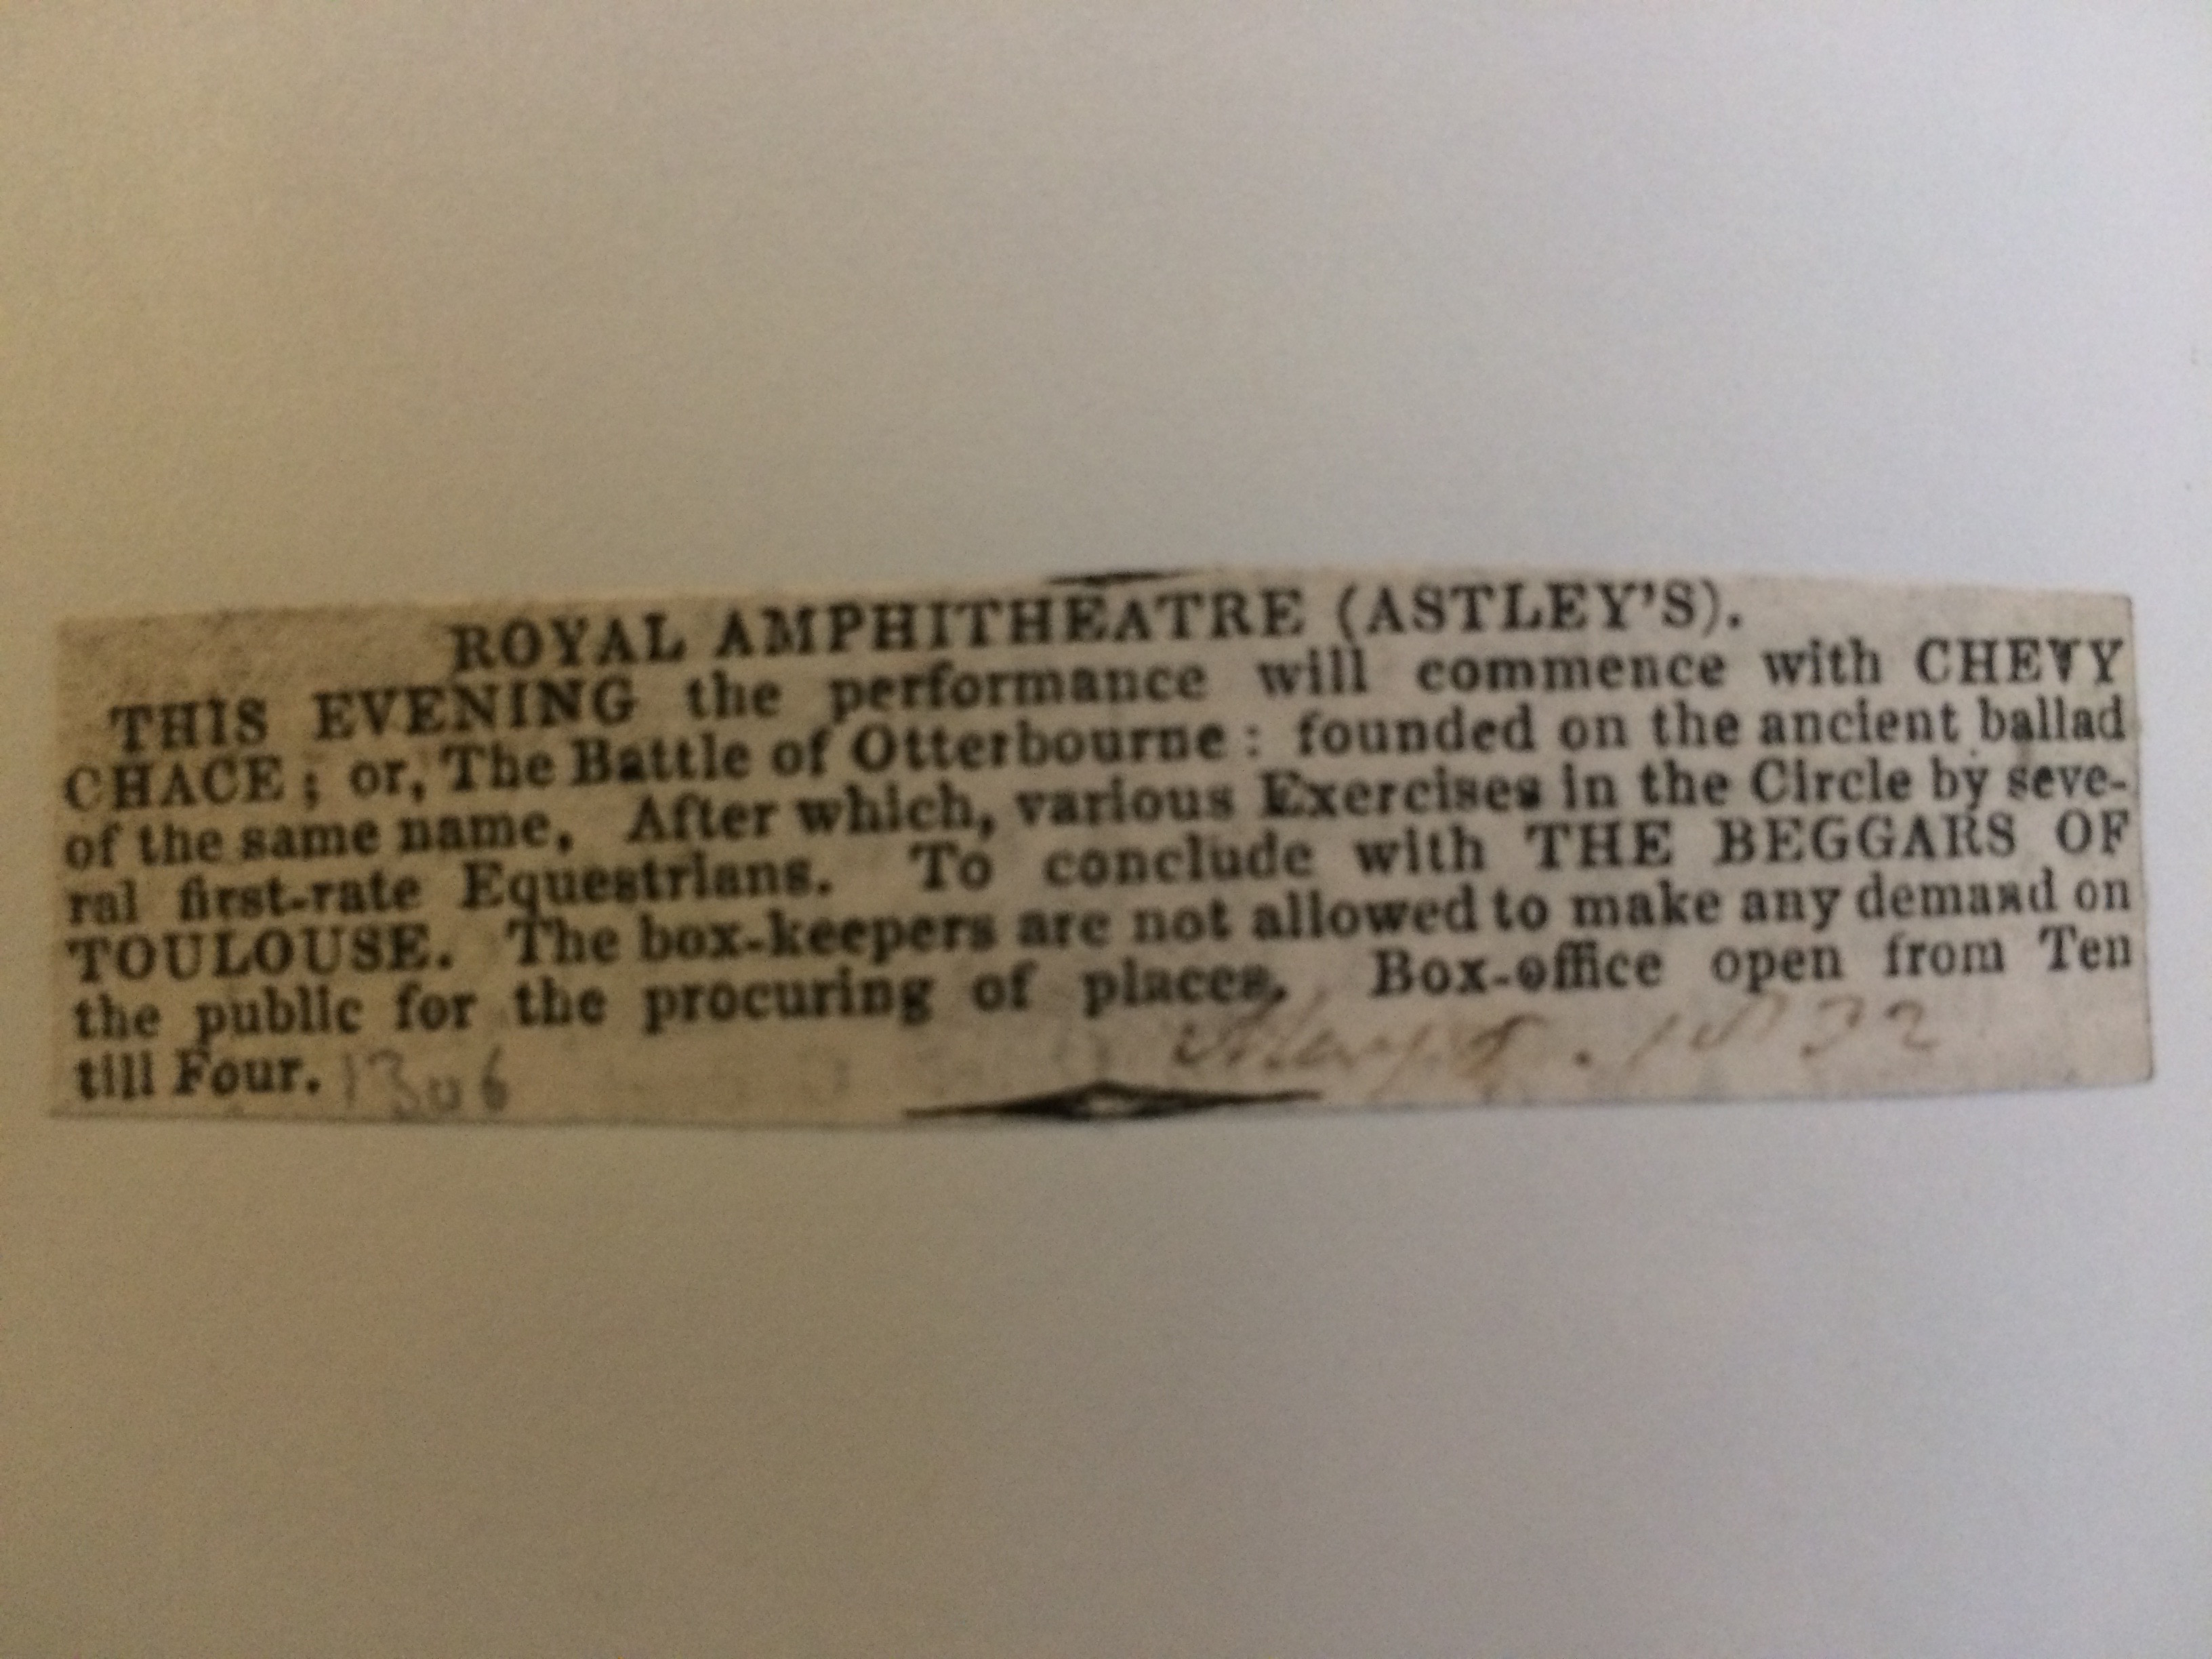 ROYAL AMPHITHEATRE (ASTLEY'S).
THIS EVENING the performance will commence with CHEVY
CHACE; or, The Battle of Otterbourne: founded on the ancient ballad
of the same name. After which, various Exercises in the Circle by seve-
ral first-rate Equestrians. To conclude with THE BEGGARS OF
TOULOUSE. The box-keepers are not allowed to make any demand on
the public for the procuring of places. Box-office open from Ten
till Four. 1306